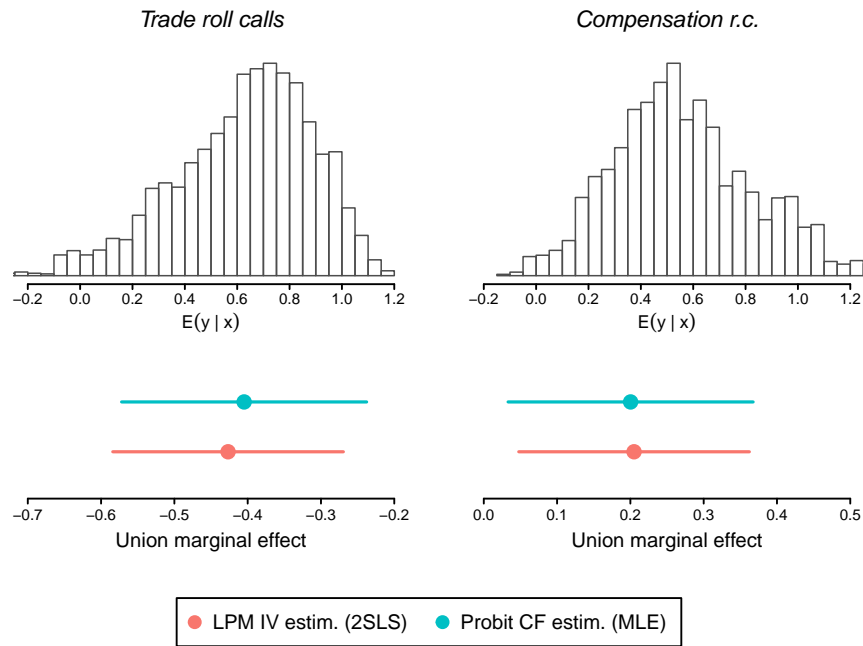 Trade roll calls
Compensation r.c.
−0.2 0.0 0.2 0.4 0.6 0.8 1.0 1.2
E(y | x)
−0.2 0.0 0.2 0.4 0.6 0.8 1.0 1.2
E(y | x)
−0.7 −0.6 −0.5 −0.4 −0.3 −0.2
Union marginal effect
0.0 0.1 0.2 0.3 0.4 0.5
Union marginal effect
LPM IV estim. (2SLS) Probit CF estim. (MLE)